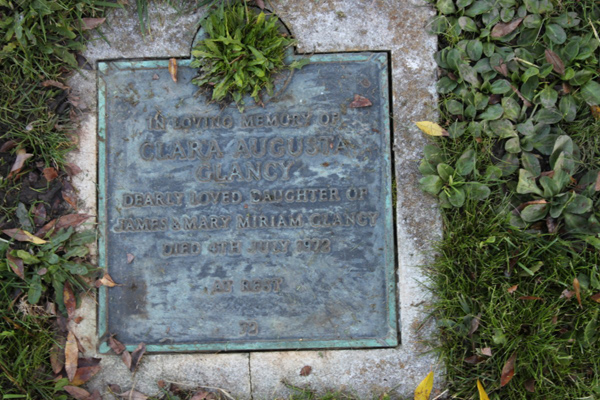 IN LOVING MEMORY OF
CLARA AUGUSTA
CLANCY
DEARLY LOVED DAUGHTER OF
JAMES & MARY MIRIAM CLANCY
DIED 4TH JULY 1972
AT REST